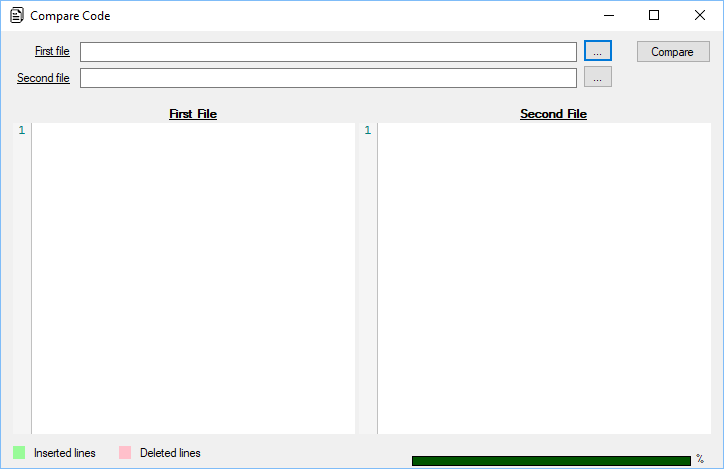 Compare Code
First file
...
Compare
Second file
...
First File
Second File
1
1
Inserted lines
Deleted lines
%